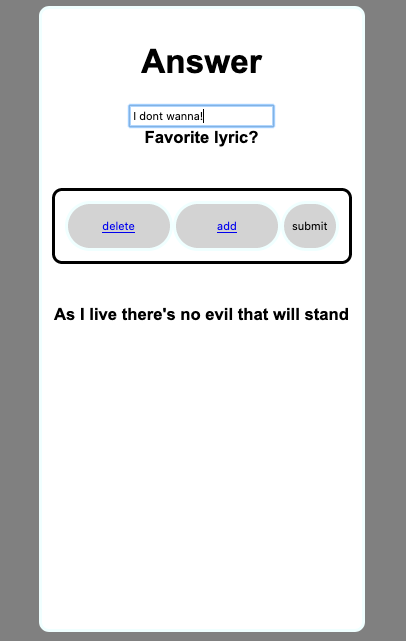 Answer
I dont wanna!
Favorite lyric?
delete add submit
As I live there's no evil that will stand